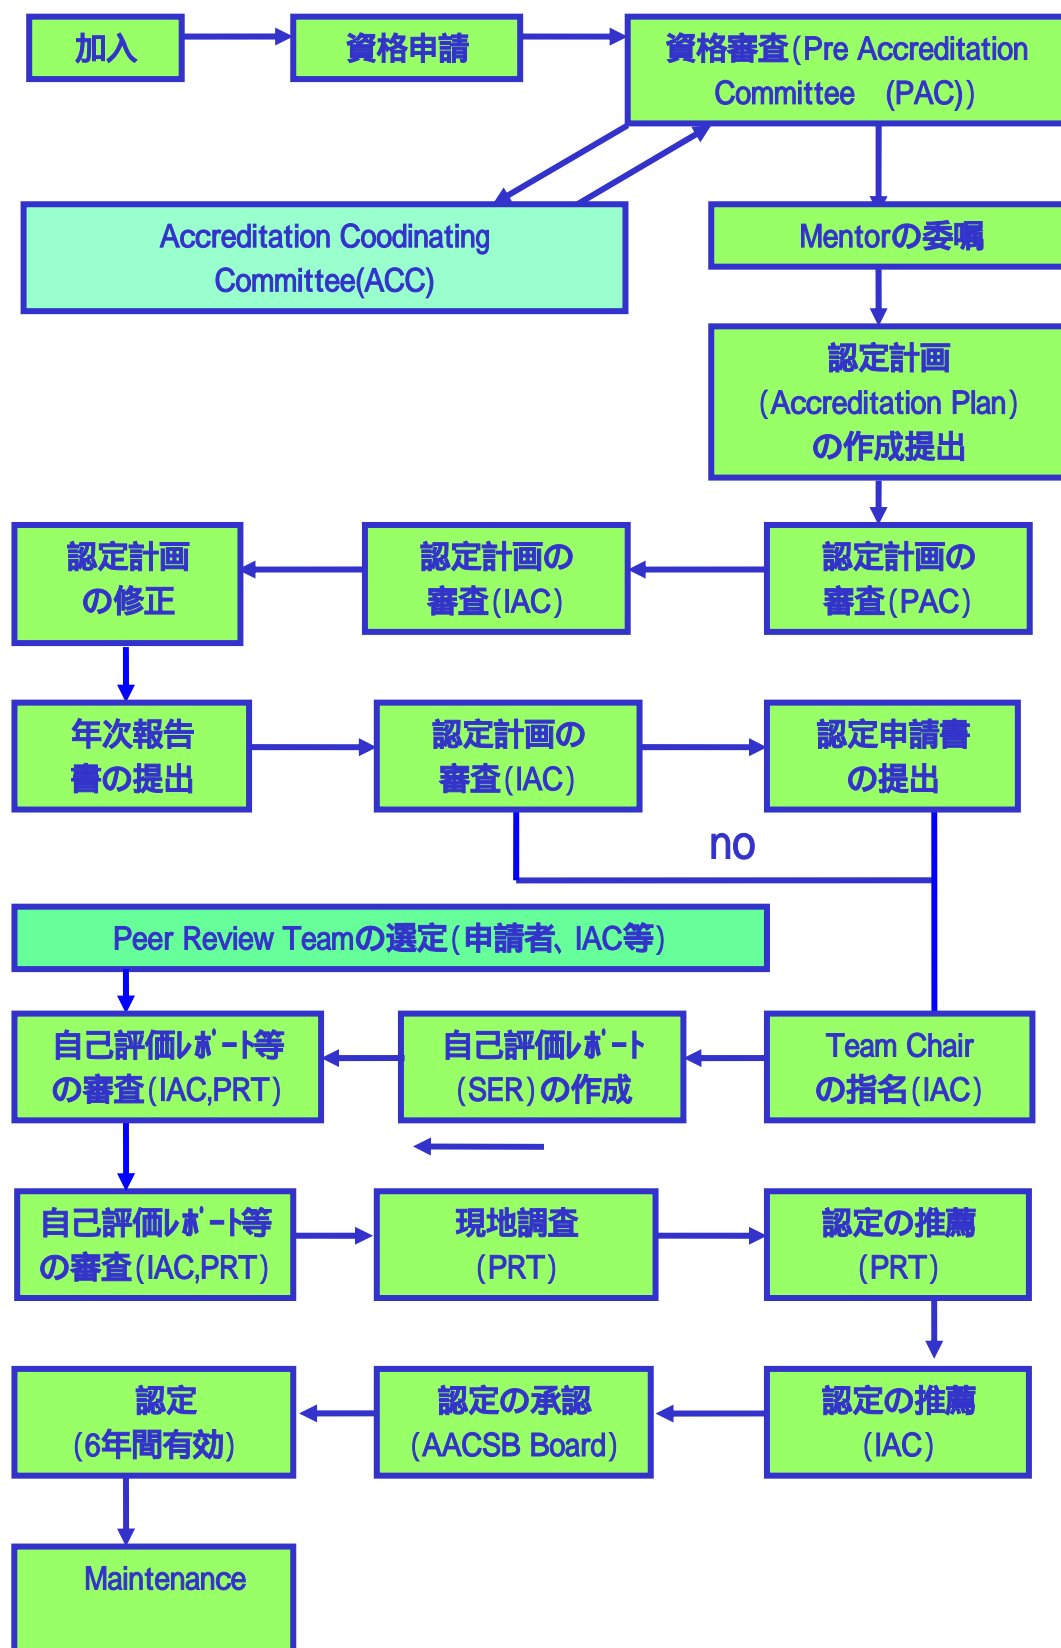 加入
資格申請
資格審査(Pre Accreditation
Committee　(PAC))
Accreditation Coodinating
Committee(ACC)
Mentorの委嘱
認定計画
(Accreditation Plan)
の作成提出
認定計画
の修正
認定計画の
審査(IAC)
認定計画の
審査(PAC)
年次報告
書の提出
認定計画の
審査(IAC)
認定申請書
の提出
no
Peer Review Teamの選定(申請者、IAC等)
自己評価ﾚﾎﾟｰﾄ等
の審査(IAC,PRT)
自己評価ﾚﾎﾟｰﾄ
(SER)の作成
Team Chair
の指名(IAC)
自己評価ﾚﾎﾟｰﾄ等
の審査(IAC,PRT)
現地調査
(PRT)
認定の推薦
(PRT)
認定
(6年間有効)
認定の承認
(AACSB Board)
認定の推薦
(IAC)
Maintenance